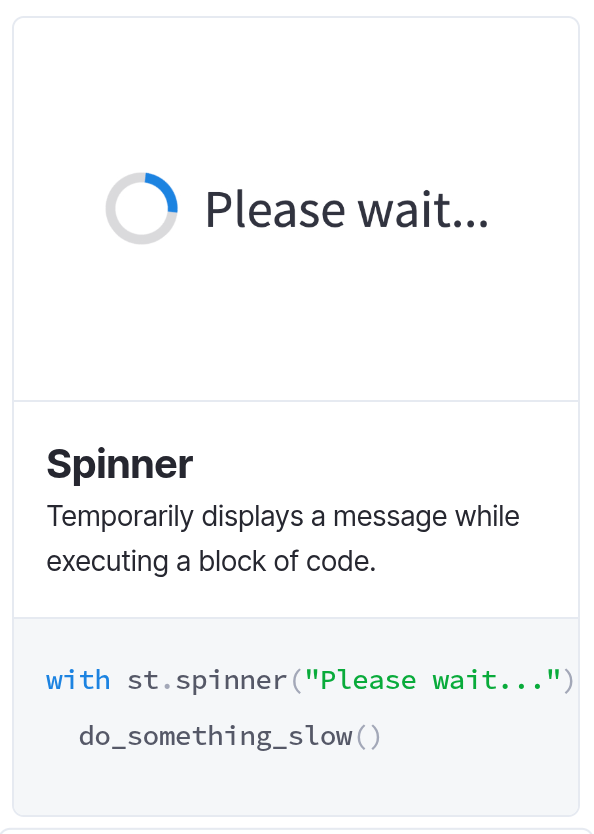 Please wait...
Spinner
Temporarily displays a message while
executing a block of code.
with st.spinner("Please wait...")
do_something_slow()